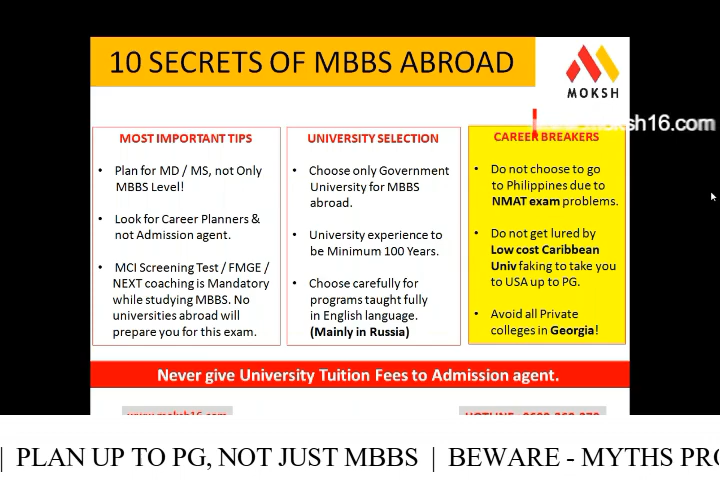 10 SECRETS OF MBBS ABROAD
MOKSH
MOST IMPORTANT TIPS
• Plan for MD / MS, not Only
MBBS Level!
• Look for Career Planners &
not Admission agent.
• MCI Screening Test / FMGE /
NEXT coaching is Mandatory
while studying MBBS. No
universities abroad will
prepare you for this exam.
UNIVERSITY SELECTION
• Choose only Government
University for MBBS
abroad.
• University experience to
be Minimum 100 Years.
• Choose carefully for
programs taught fully
in English language.
(Mainly in Russia)
CAREER BREAKERS
• Do not choose to go
to Philippines due to
NMAT exam problems.
• Do not get lured by
Low cost Caribbean
Univ faking to take you
to USA up to PG.
• Avoid all Private
colleges in Georgia!
Never give University Tuition Fees to Admission agent.
www.moksh16.com
| PLAN UP TO PG, NOT JUST MBBS | BEWARE - MYTHS PRO